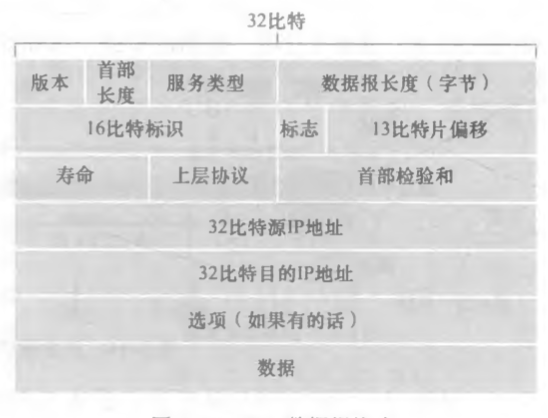 32比特
版本 首部长度 服务类型 数据报长度（字节）
16比特标识 标志 13比特片偏移
寿命 上层协议 首部检验和
32比特源IP地址
32比特目的IP地址
选项（如果有的话）
数据